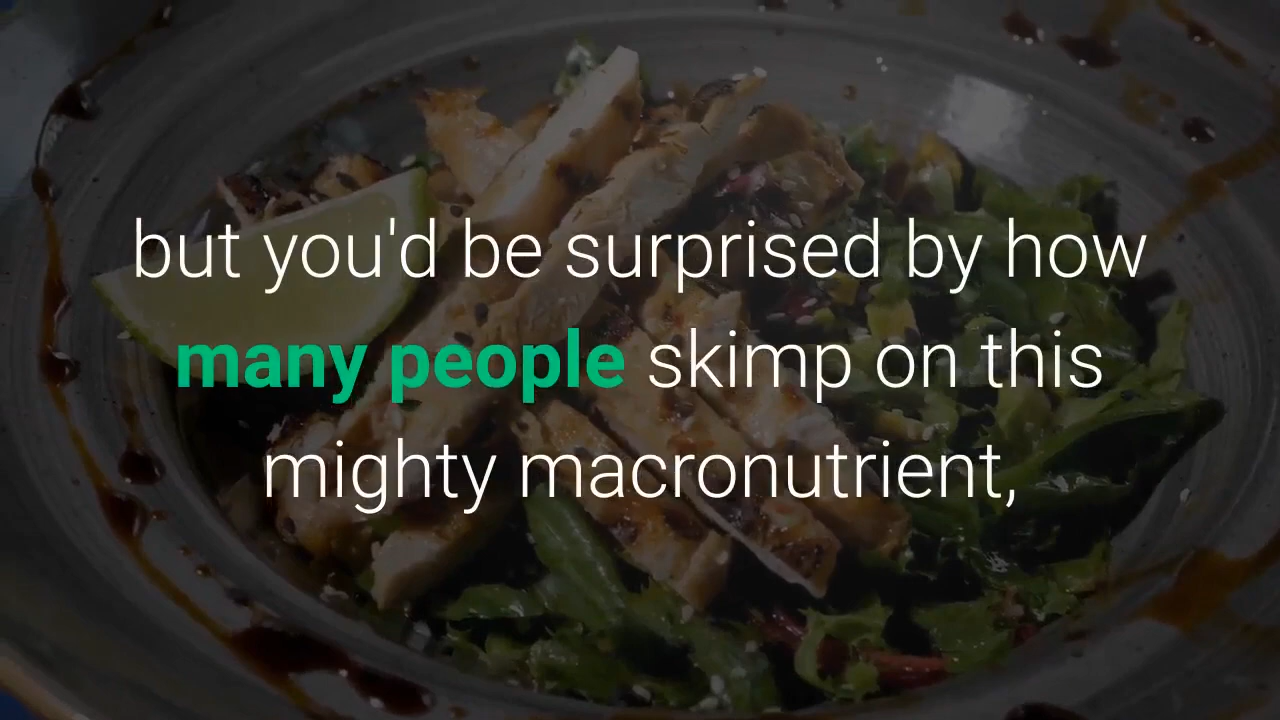 but you'd be surprised by how
many people skimp on this
mighty macronutrient,